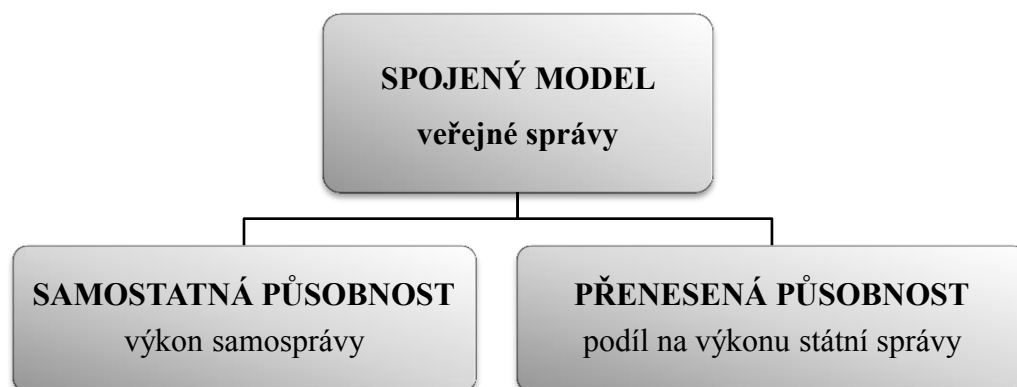 SPOJENÝ MODEL
veřejné správy
SAMOSTATNÁ PŮSOBNOST
výkon samosprávy
PŘENESENÁ PŮSOBNOST
podíl na výkonu státní správy